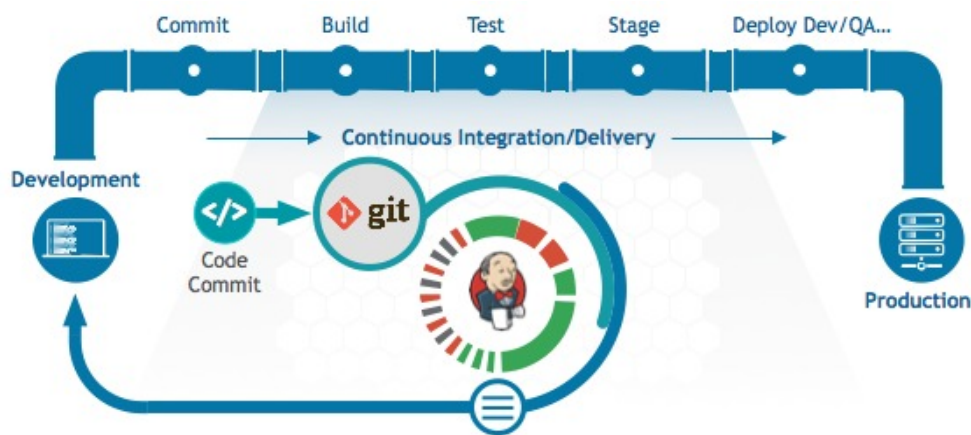 Commit
Build
Test
Stage
Deploy Dev/QA...
Continuous Integration/Delivery
Development
</>
git
Code
Commit
Production